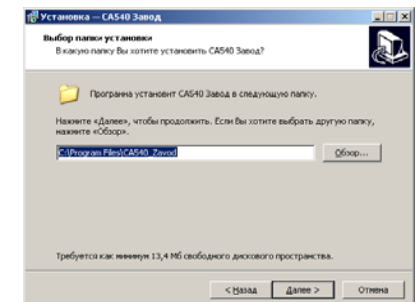 Установка — CA540 Завод
Выбор папки установки
В какую папку Вы хотите установить CA540 Завод?
Программа установит CA540 Завод в следующую папку.
Нажмите «Далее», чтобы продолжить. Если Вы хотите выбрать другую папку,
нажмите «Обзор».
C:\Program Files\CA540_Zavod
Обзор...
Требуется как минимум 13,4 Мб свободного дискового пространства.
< Назад
Далее >
Отмена